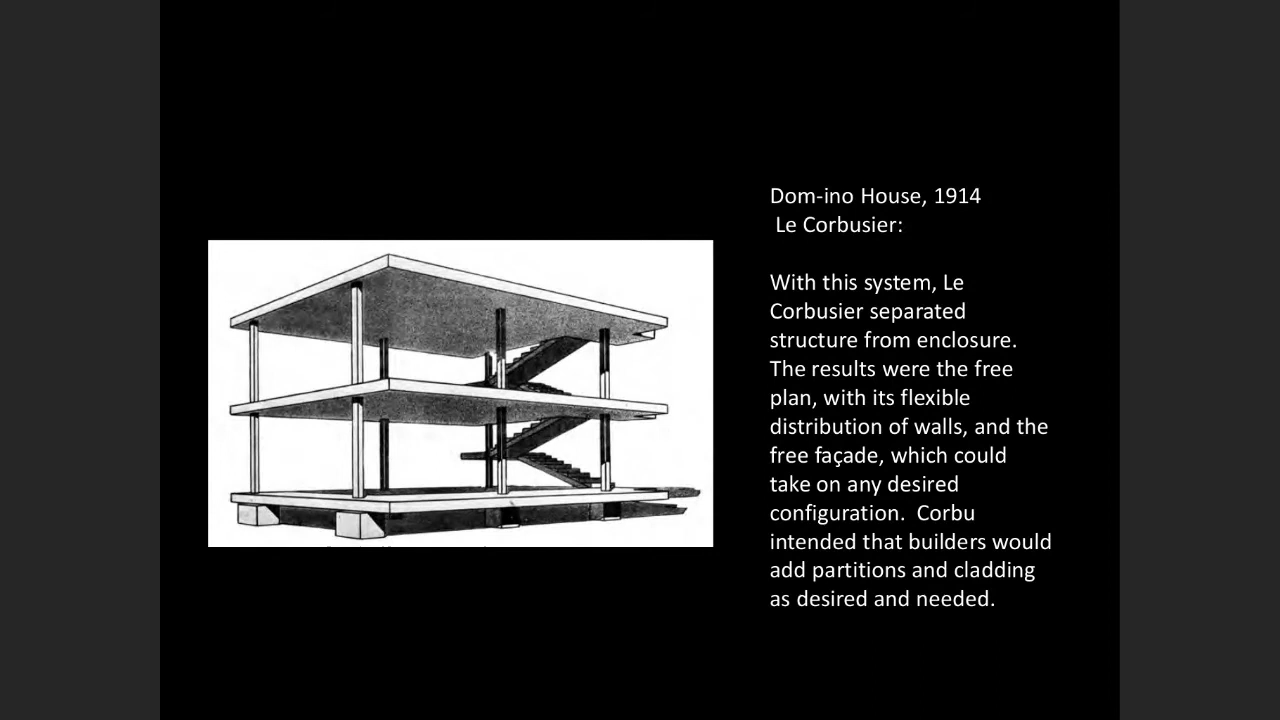 Dom-ino House, 1914
Le Corbusier:
With this system, Le
Corbusier separated
structure from enclosure.
The results were the free
plan, with its flexible
distribution of walls, and the
free façade, which could
take on any desired
configuration.  Corbu
intended that builders would
add partitions and cladding
as desired and needed.